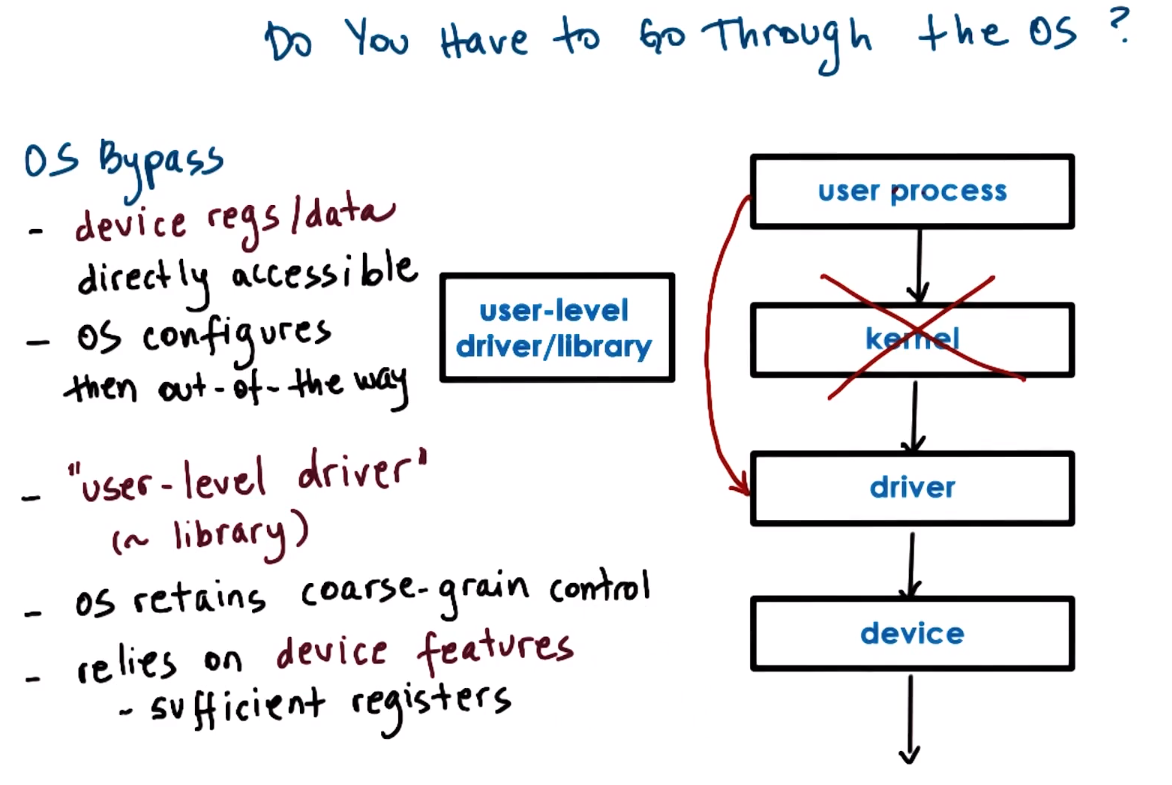 Do You Have to Go Through the OS?
OS Bypass
- device regs/data
directly accessible
- OS configures
then out-of-the way
- "user-level driver"
(~ library)
- OS retains coarse-grain control
- relies on device features
- sufficient registers
user-level
driver/library
user process
kernel
driver
device